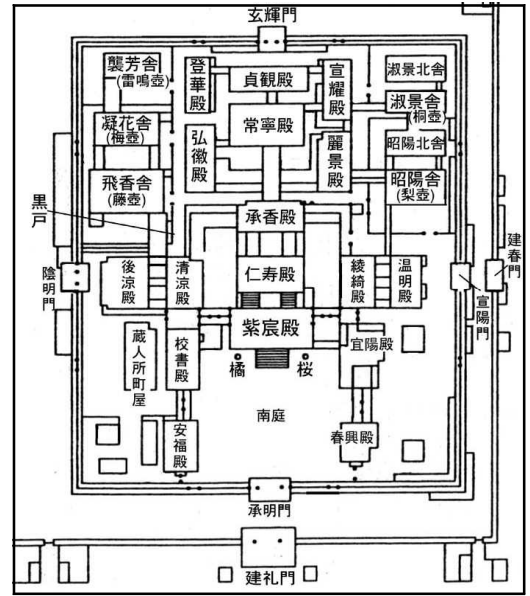 玄輝門
襲芳舎
(雷鳴壺)
登華殿
貞観殿
宣耀殿
淑景北舎
淑景舎
(桐壺)
凝花舎
(梅壺)
弘徽殿
常寧殿
麗景殿
昭陽北舎
飛香舎
(藤壺)
昭陽舎
(梨壺)
黒戸
承香殿
建春門
陰明門
後涼殿
清涼殿
仁寿殿
綾綺殿
温明殿
宣陽門
紫宸殿
蔵人所町屋
校書殿
橘
桜
宜陽殿
南庭
安福殿
春興殿
承明門
建礼門